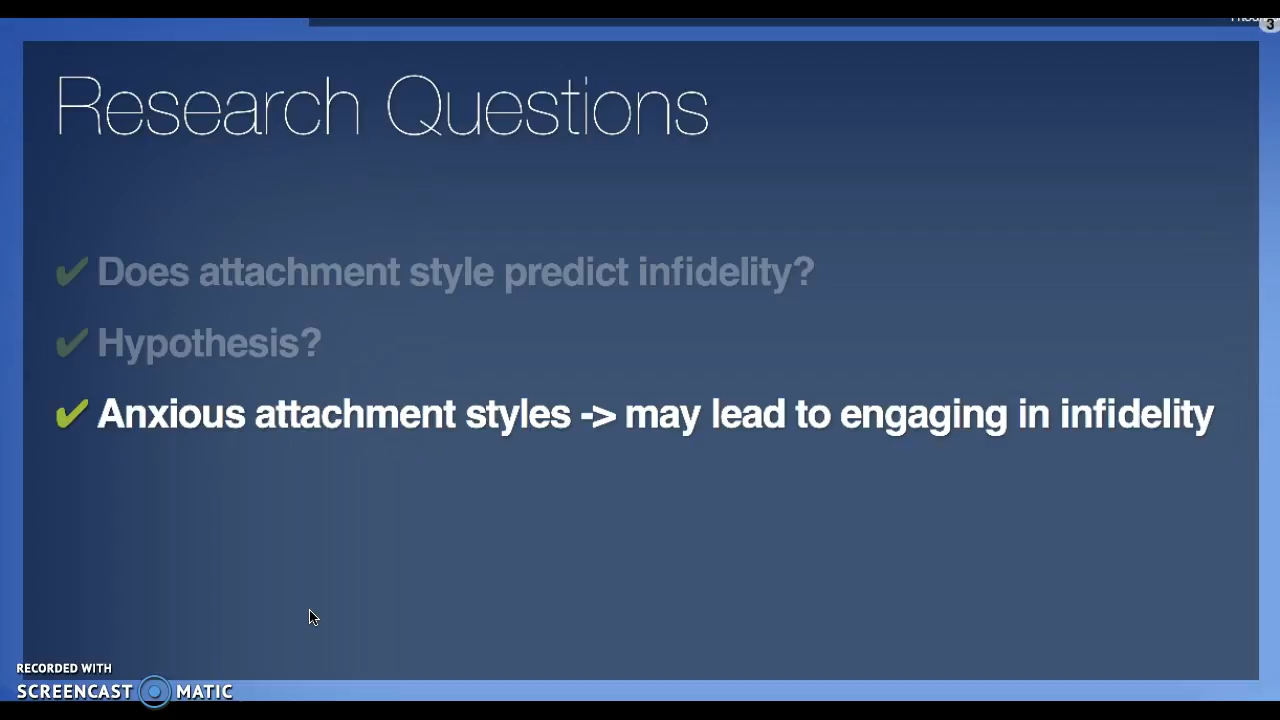 3
Research Questions
✔ Does attachment style predict infidelity?
✔ Hypothesis?
✔ Anxious attachment styles -> may lead to engaging in infidelity
RECORDED WITH
SCREENCAST MATIC